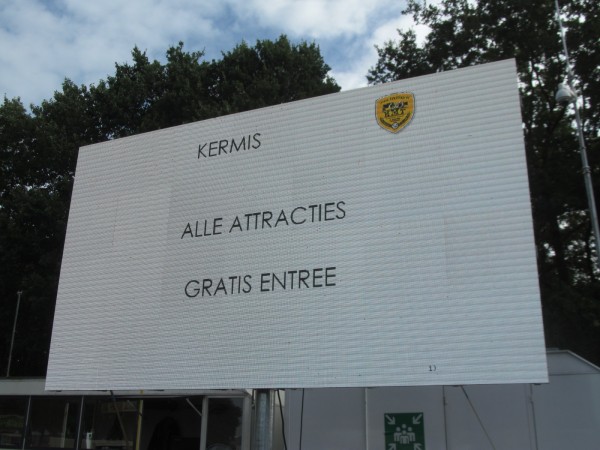 KERMIS
ALLE ATTRACTIES
GRATIS ENTREE